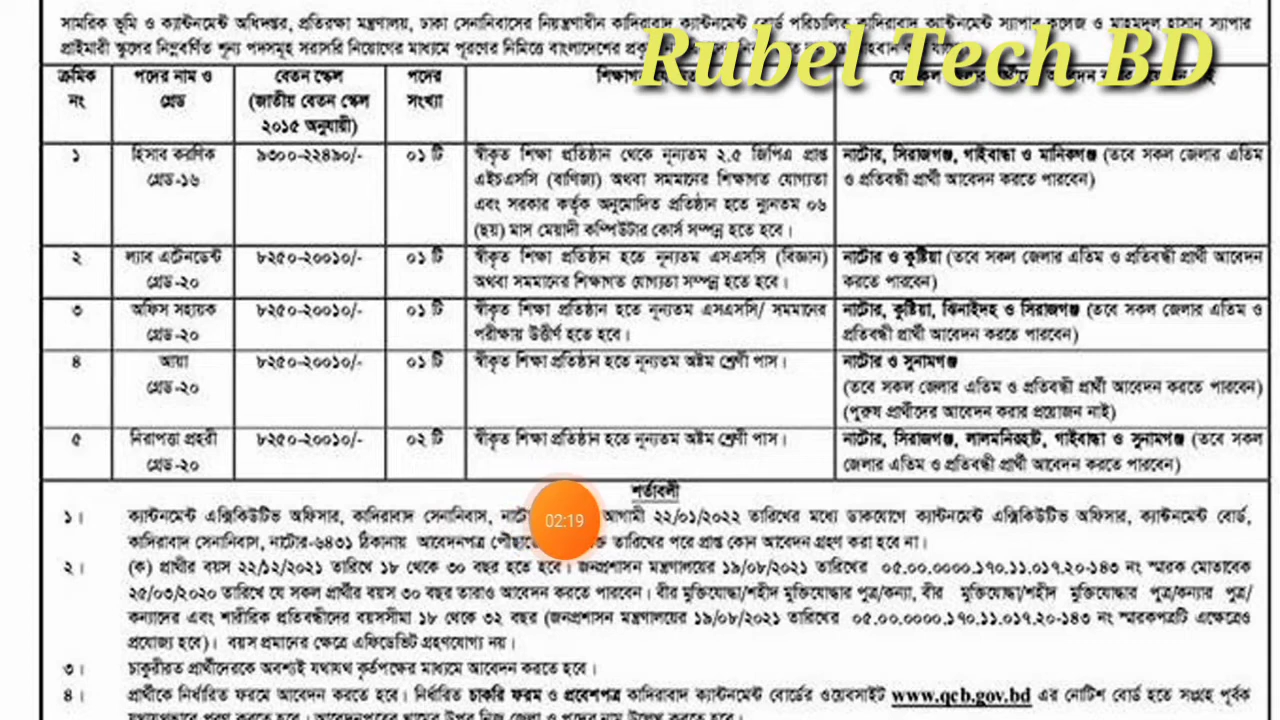 সামরিক ভূমি ও ক্যান্টনমেন্ট অধিদপ্তর, প্রতিরক্ষা মন্ত্রণালয়, ঢাকা সেনানিবাসের নিয়ন্ত্রণাধীন কাদিরাবাদ ক্যান্টনমেন্ট বোর্ড পরিচালিত কাদিরাবাদ ক্যান্টনমেন্ট স্যাপার কলেজ ও মাহমুদুল হাসান স্যাপার
প্রাইমারী স্কুলের নিম্নবর্ণিত শূন্য পদসমূহ সরাসরি নিয়োগের মাধ্যমে পূরণের নিমিত্তে বাংলাদেশের
Rubel Tech BD
ক্রমিক নং
পদের নাম ও গ্রেড
বেতন স্কেল
(জাতীয় বেতন স্কেল
২০১৫ অনুযায়ী)
পদের সংখ্যা
১
হিসাব করণিক
গ্রেড-১৬
৯৩০০-২২৪৯০/-
০১ টি
স্বীকৃত শিক্ষা প্রতিষ্ঠান থেকে নূন্যতম ২.৫ জিপিএ প্রাপ্ত
এইচএসসি (বাণিজ্য) অথবা সমমানের শিক্ষাগত যোগ্যতা
এবং সরকার কর্তৃক অনুমোদিত প্রতিষ্ঠান হতে ন্যুনতম ০৬
(ছয়) মাস মেয়াদী কম্পিউটার কোর্স সম্পন্ন হতে হবে।
নাটোর, সিরাজগঞ্জ, গাইবান্ধা ও মানিকগঞ্জ (তবে সকল জেলার এতিম
ও প্রতিবন্ধী প্রার্থী আবেদন করতে পারবেন)
২
ল্যাব এটেনডেন্ট
গ্রেড-২০
৮২৫০-২০০১০/-
০১ টি
স্বীকৃত শিক্ষা প্রতিষ্ঠান হতে নূন্যতম এসএসসি (বিজ্ঞান)
অথবা সমমানের শিক্ষাগত যোগ্যতা সম্পন্ন হতে হবে।
নাটোর ও কুষ্টিয়া (তবে সকল জেলার এতিম ও প্রতিবন্ধী প্রার্থী আবেদন
করতে পারবেন)
৩
অফিস সহায়ক
গ্রেড-২০
৮২৫০-২০০১০/-
০১ টি
স্বীকৃত শিক্ষা প্রতিষ্ঠান হতে নূন্যতম এসএসসি/ সমমানের
পরীক্ষায় উত্তীর্ণ হতে হবে।
নাটোর, কুষ্টিয়া, ঝিনাইদহ ও সিরাজগঞ্জ (তবে সকল জেলার এতিম ও
প্রতিবন্ধী প্রার্থী আবেদন করতে পারবেন)
৪
আয়া
গ্রেড-২০
৮২৫০-২০০১০/-
০১ টি
স্বীকৃত শিক্ষা প্রতিষ্ঠান হতে নূন্যতম অষ্টম শ্রেণী পাস।
নাটোর ও সুনামগঞ্জ
(তবে সকল জেলার এতিম ও প্রতিবন্ধী প্রার্থী আবেদন করতে পারবেন)
(পুরুষ প্রার্থীদের আবেদন করার প্রয়োজন নাই)
৫
নিরাপত্তা প্রহরী
গ্রেড-২০
৮২৫০-২০০১০/-
০২ টি
স্বীকৃত শিক্ষা প্রতিষ্ঠান হতে নূন্যতম অষ্টম শ্রেণী পাস।
নাটোর, সিরাজগঞ্জ, লালমনিরহাট, গাইবান্ধা ও সুনামগঞ্জ (তবে সকল
জেলার এতিম ও প্রতিবন্ধী প্রার্থী আবেদন করতে পারবেন)
শর্তাবলী
১। ক্যান্টনমেন্ট এক্সিকিউটিভ অফিসার, কাদিরাবাদ সেনানিবাস, আগামী ২২/০১/২০২২ তারিখের মধ্যে ডাকযোগে ক্যান্টনমেন্ট এক্সিকিউটিভ অফিসার, ক্যান্টনমেন্ট বোর্ড,
02:19
কাদিরাবাদ সেনানিবাস, নাটোর-৬৪৩১ ঠিকানায় আবেদনপত্র তারিখের পরে প্রাপ্ত কোন আবেদন গ্রহণ করা হবে না।
২। (ক) প্রার্থীর বয়স ২২/১২/২০২১ তারিখে ১৮ থেকে ৩০ বছর হতে হবে। জনপ্রশাসন মন্ত্রণালয়ের ১৯/০৮/২০২১ তারিখের ০৫.০০.০০০০.১৭০.১১.০১৭.২০-১৪৩ নং স্মারক মোতাবেক
২৫/০৩/২০২০ তারিখে যে সকল প্রার্থীর বয়স ৩০ বছর তারাও আবেদন করতে পারবেন। বীর মুক্তিযোদ্ধা/শহীদ মুক্তিযোদ্ধার পুত্র/কন্যা, বীর মুক্তিযোদ্ধা/শহীদ মুক্তিযোদ্ধার পুত্র/কন্যার পুত্র/
কন্যাদের এবং শারীরিক প্রতিবন্ধীদের বয়সসীমা ১৮ থেকে ৩২ বছর (জনপ্রশাসন মন্ত্রণালয়ের ১৯/০৮/২০২১ তারিখের ০৫.০০.০০০০.১৭০.১১.০১৭.২০-১৪৩ নং স্মারকপত্রটি এক্ষেত্রেও
প্রযোজ্য হবে)। বয়স প্রমানের ক্ষেত্রে এফিডেভিট গ্রহণযোগ্য নয়।
৩। চাকুরীরত প্রার্থীদেরকে অবশ্যই যথাযথ কর্তৃপক্ষের মাধ্যমে আবেদন করতে হবে।
৪। প্রার্থীকে নির্ধারিত ফরমে আবেদন করতে হবে। নির্ধারিত চাকরি ফরম ও প্রবেশপত্র কাদিরাবাদ ক্যান্টনমেন্ট বোর্ডের ওয়েবসাইট www.qcb.gov.bd এর নোটিশ বোর্ড হতে সংগ্রহ পূর্বক